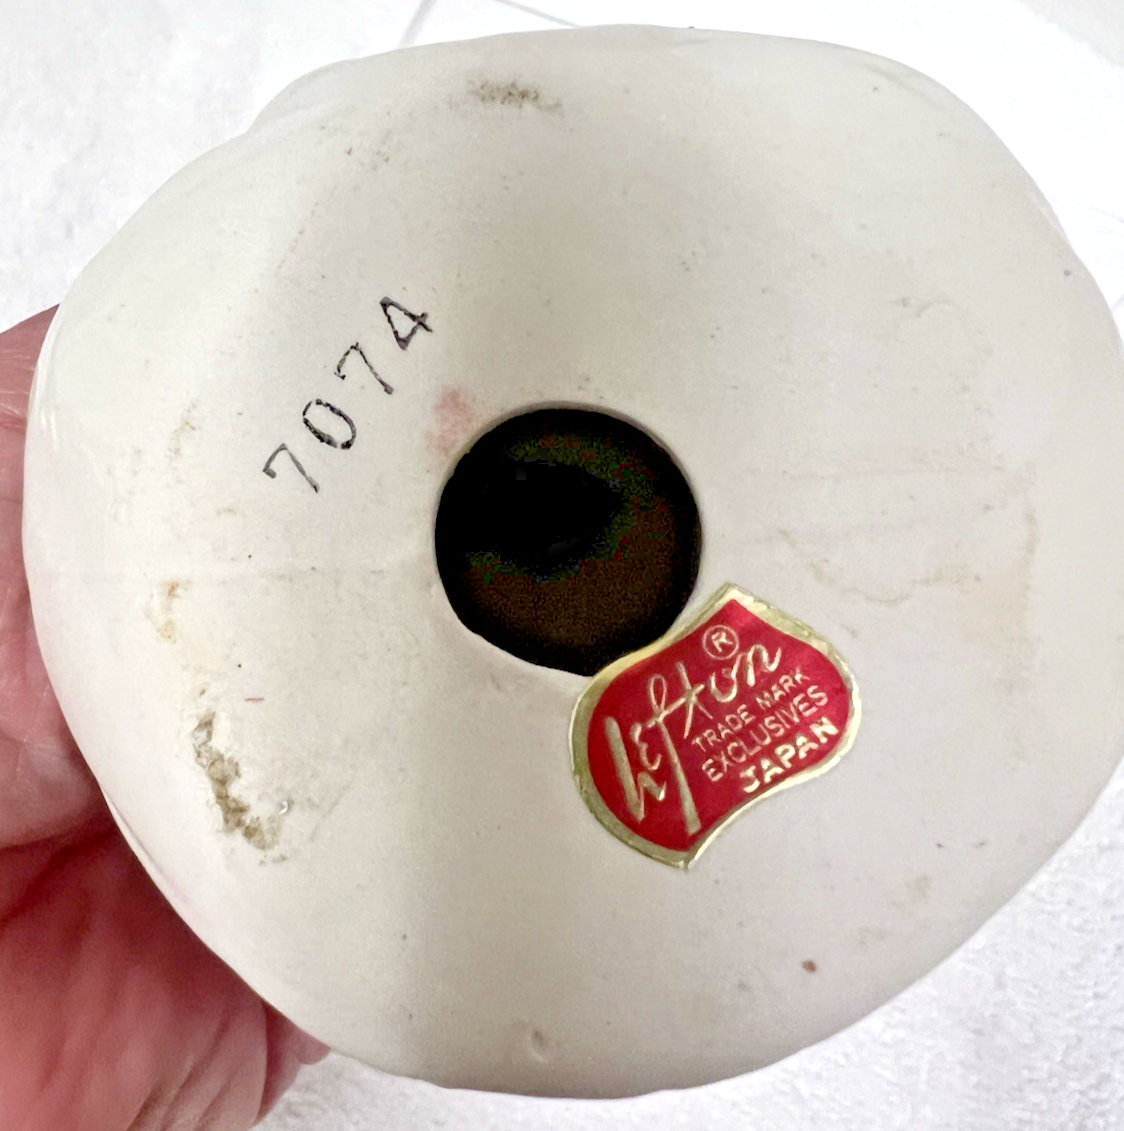 7074
Lefton ®
TRADE MARK
EXCLUSIVES
JAPAN